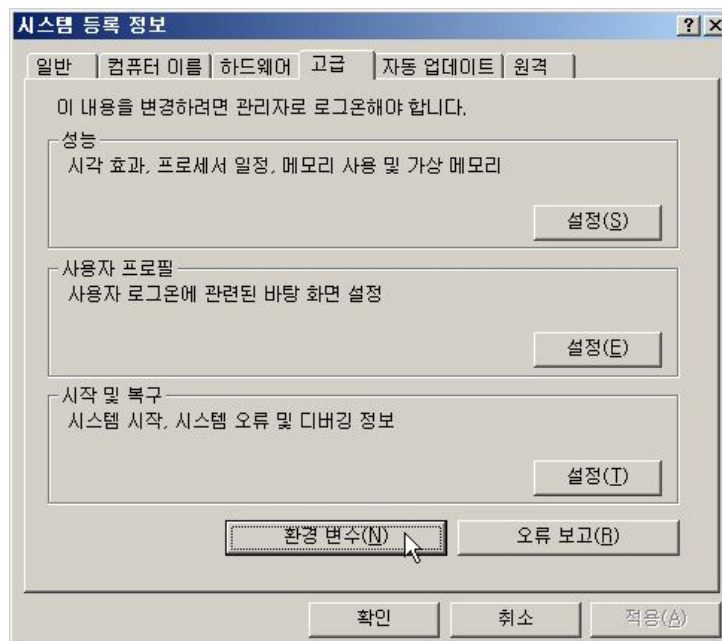 시스템 등록 정보
일반 컴퓨터 이름 하드웨어 고급 자동 업데이트 원격
이 내용을 변경하려면 관리자로 로그온해야 합니다.
성능
시각 효과, 프로세서 일정, 메모리 사용 및 가상 메모리
설정(S)
사용자 프로필
사용자 로그온에 관련된 바탕 화면 설정
설정(E)
시작 및 복구
시스템 시작, 시스템 오류 및 디버깅 정보
설정(T)
환경 변수(N) 오류 보고(R)
확인 취소 적용(A)